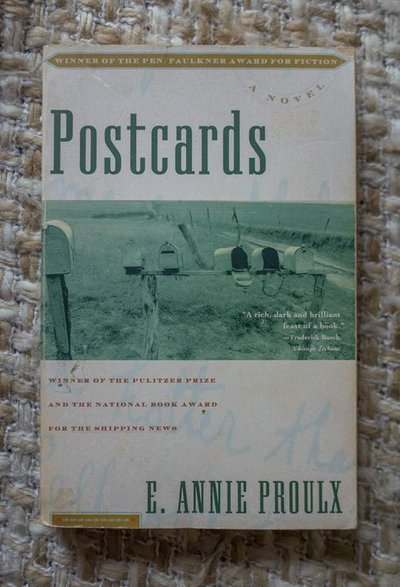 WINNER OF THE PEN/FAULKNER AWARD FOR FICTION
A NOVEL
Postcards
"A rich, dark and brilliant
feast of a book."
—Frederick Busch,
Chicago Tribune
WINNER OF THE PULITZER PRIZE
AND THE NATIONAL BOOK AWARD
FOR THE SHIPPING NEWS
E. ANNIE PROULX